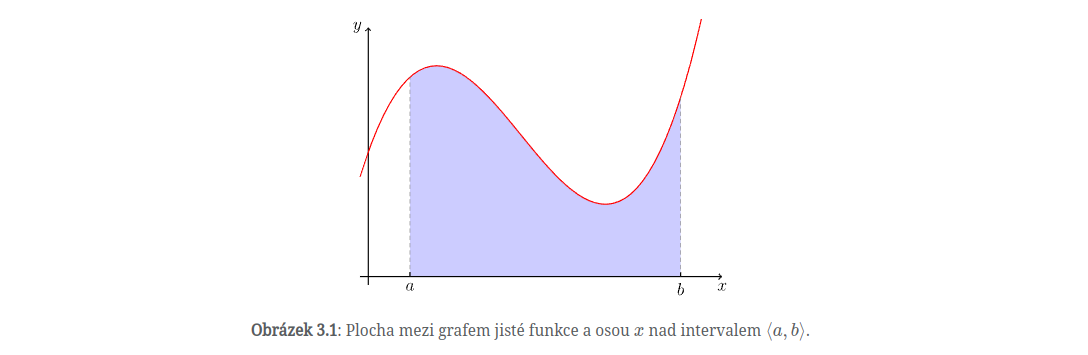 y
a
b
x
Obrázek 3.1: Plocha mezi grafem jisté funkce a osou x nad intervalem ⟨a, b⟩.